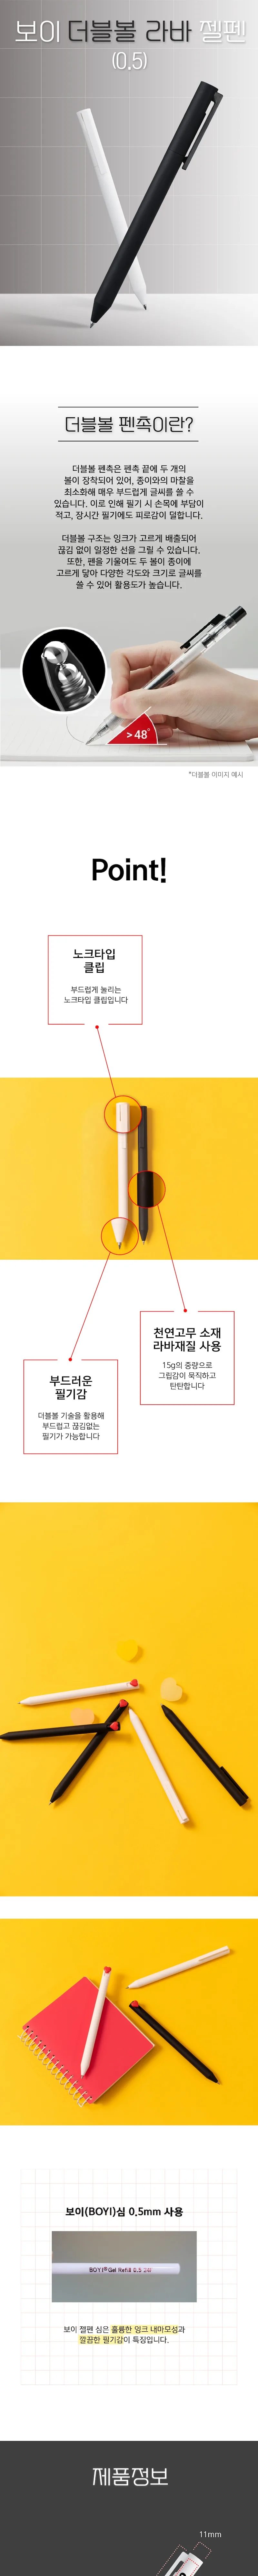 보이 더블볼 라바 젤펜
(0.5)
더블볼 펜촉이란?
더블볼 펜촉은 펜촉 끝에 두 개의
볼이 장착되어 있어, 종이와의 마찰을
최소화해 매우 부드럽게 글씨를 쓸 수
있습니다. 이로 인해 필기 시 손목에 부담이
적고, 장시간 필기에도 피로감이 덜합니다.
더블볼 구조는 잉크가 고르게 배출되어
끊김 없이 일정한 선을 그릴 수 있습니다.
또한, 펜을 기울여도 두 볼이 종이에
고르게 닿아 다양한 각도와 크기로 글씨를
쓸 수 있어 활용도가 높습니다.
> 48°
*더블볼 이미지 예시
Point!
노크타입
클립
부드럽게 눌리는
노크타입 클립입니다
천연고무 소재
라바재질 사용
15g의 중량으로
그립감이 묵직하고
탄탄합니다
부드러운
필기감
더블볼 기술을 활용해
부드럽고 끊김없는
필기가 가능합니다
보이(BOYI)심 0.5mm 사용
BOYI® Gel Refill 0.5
보이 젤펜 심은 훌륭한 잉크 내마모성과
깔끔한 필기감이 특징입니다.
제품정보
11mm